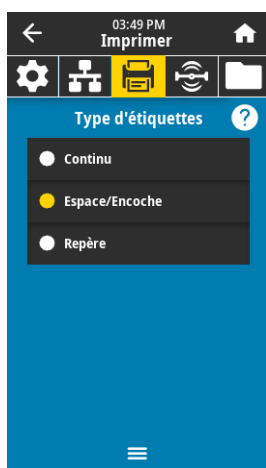 03:49 PM
Imprimer
Type d'étiquettes
?
Continu
Espace/Encoche
Repère